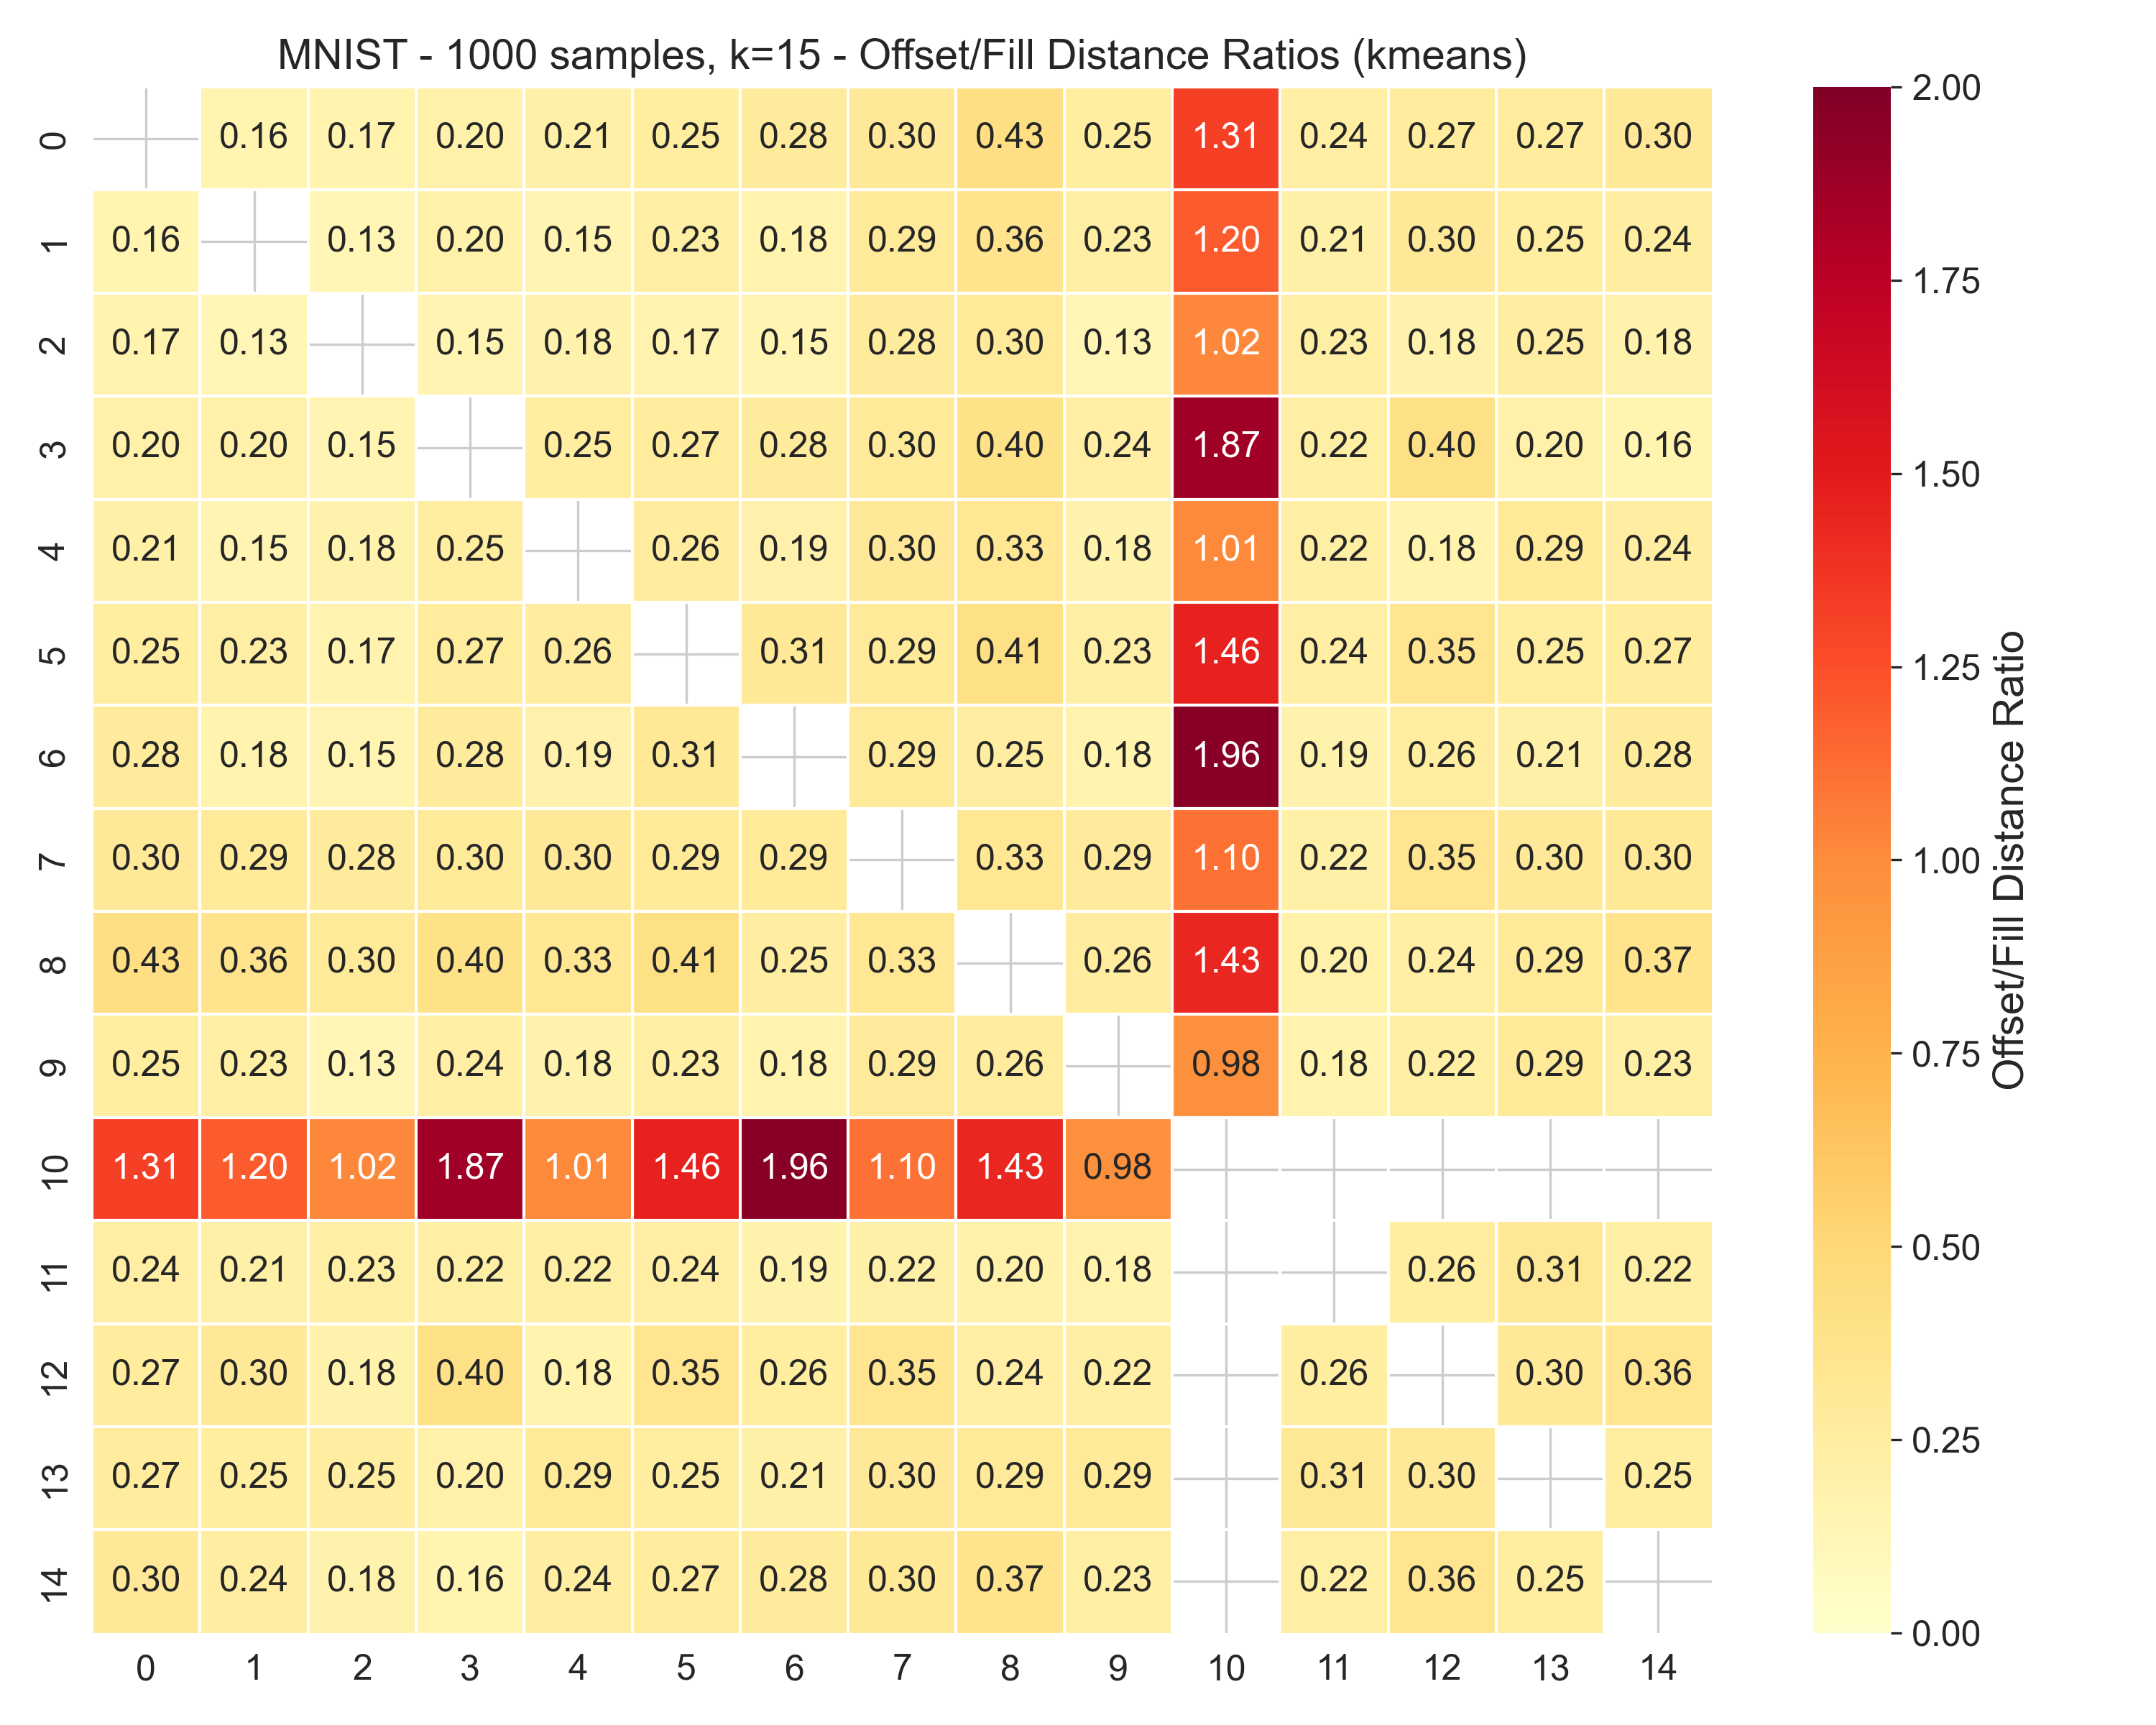 MNIST - 1000 samples, k=15 - Offset/Fill Distance Ratios (kmeans)
0 0.16 0.17 0.20 0.21 0.25 0.28 0.30 0.43 0.25 1.31 0.24 0.27 0.27 0.30
1 0.16 0.13 0.20 0.15 0.23 0.18 0.29 0.36 0.23 1.20 0.21 0.30 0.25 0.24
2 0.17 0.13 0.15 0.18 0.17 0.15 0.28 0.30 0.13 1.02 0.23 0.18 0.25 0.18
3 0.20 0.20 0.15 0.25 0.27 0.28 0.30 0.40 0.24 1.87 0.22 0.40 0.20 0.16
4 0.21 0.15 0.18 0.25 0.26 0.19 0.30 0.33 0.18 1.01 0.22 0.18 0.29 0.24
5 0.25 0.23 0.17 0.27 0.26 0.31 0.29 0.41 0.23 1.46 0.24 0.35 0.25 0.27
6 0.28 0.18 0.15 0.28 0.19 0.31 0.29 0.25 0.18 1.96 0.19 0.26 0.21 0.28
7 0.30 0.29 0.28 0.30 0.30 0.29 0.29 0.33 0.29 1.10 0.22 0.35 0.30 0.30
8 0.43 0.36 0.30 0.40 0.33 0.41 0.25 0.33 0.26 1.43 0.20 0.24 0.29 0.37
9 0.25 0.23 0.13 0.24 0.18 0.23 0.18 0.29 0.26 0.98 0.18 0.22 0.29 0.23
10 1.31 1.20 1.02 1.87 1.01 1.46 1.96 1.10 1.43 0.98
11 0.24 0.21 0.23 0.22 0.22 0.24 0.19 0.22 0.20 0.18 0.26 0.31 0.22
12 0.27 0.30 0.18 0.40 0.18 0.35 0.26 0.35 0.24 0.22 0.26 0.30 0.36
13 0.27 0.25 0.25 0.20 0.29 0.25 0.21 0.30 0.29 0.29 0.31 0.30 0.25
14 0.30 0.24 0.18 0.16 0.24 0.27 0.28 0.30 0.37 0.23 0.22 0.36 0.25
0 1 2 3 4 5 6 7 8 9 10 11 12 13 14
2.00
1.75
1.50
1.25
1.00
0.75
0.50
0.25
0.00
Offset/Fill Distance Ratio